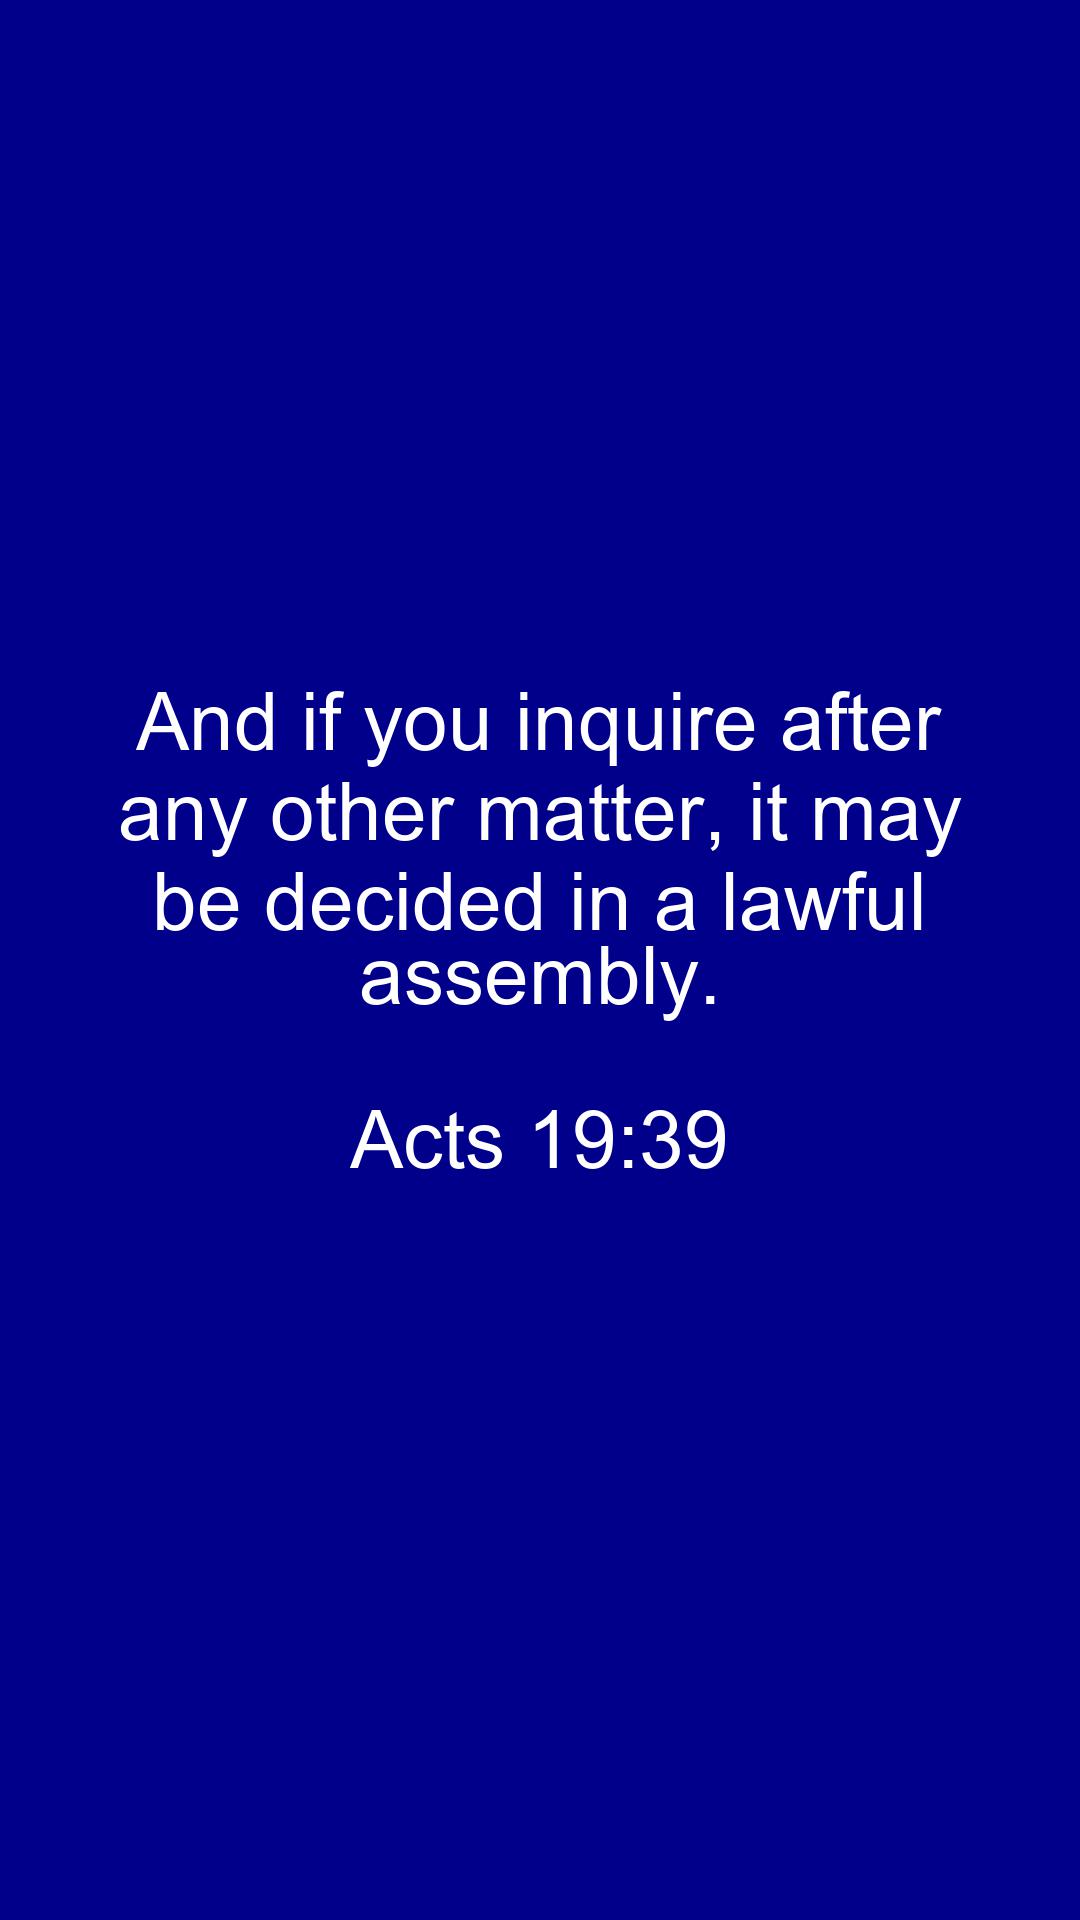 And if you inquire after
any other matter, it may
be decided in a lawful
assembly.
Acts 19:39